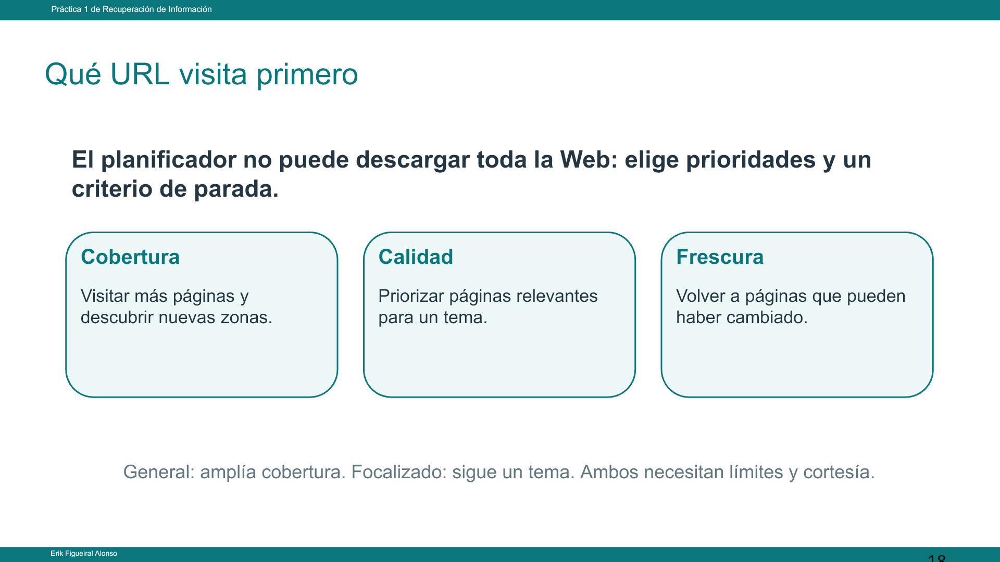 Práctica 1 de Recuperación de Información
Qué URL visita primero
El planificador no puede descargar toda la Web: elige prioridades y un
criterio de parada.
Cobertura
Visitar más páginas y
descubrir nuevas zonas.
Calidad
Priorizar páginas relevantes
para un tema.
Frescura
Volver a páginas que pueden
haber cambiado.
General: amplía cobertura. Focalizado: sigue un tema. Ambos necesitan límites y cortesía.
Erik Figueiral Alonso
18